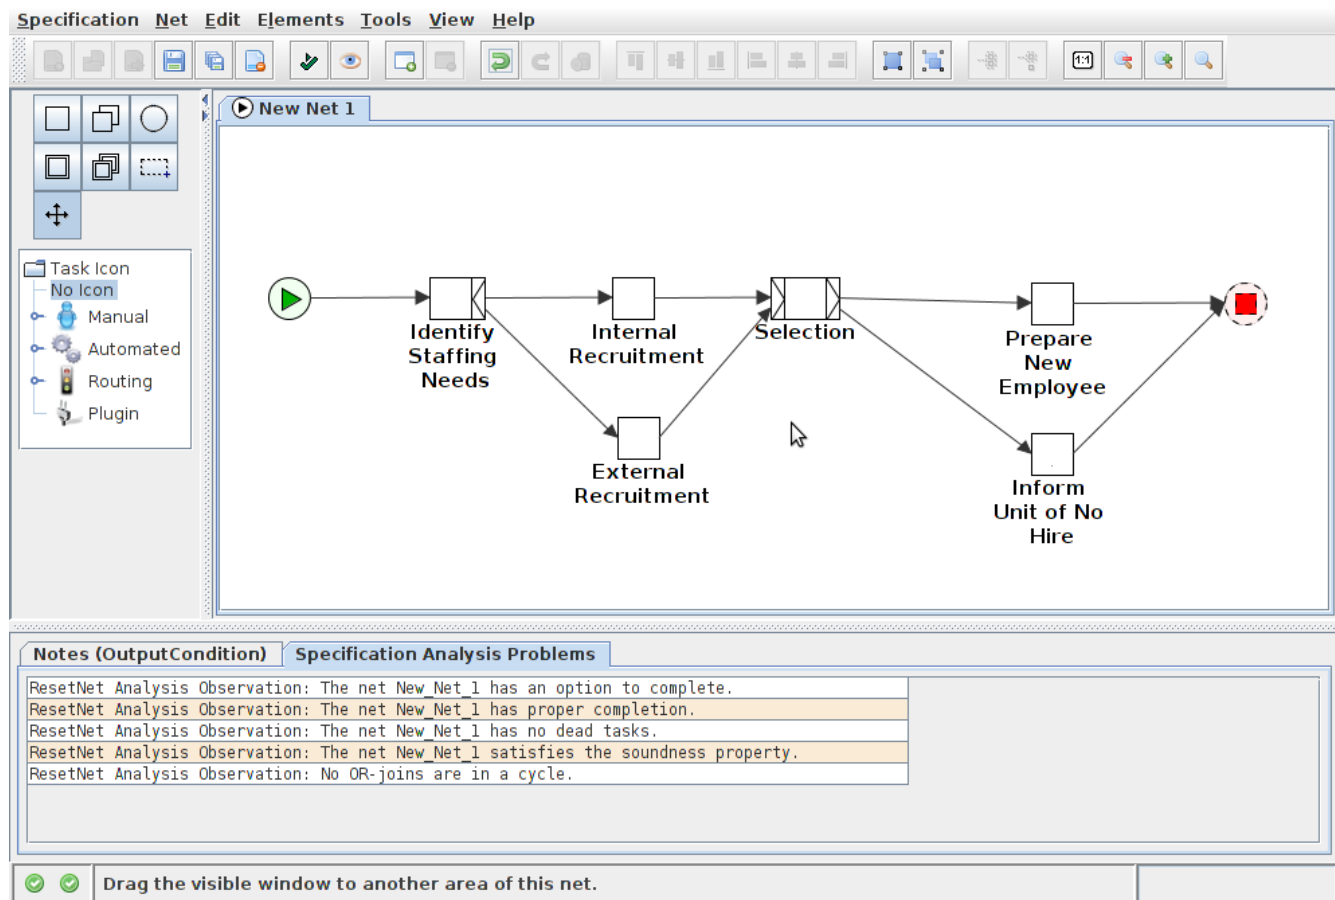 Specification Net Edit Elements Tools View Help
1:1
New Net 1
Task Icon
No Icon
Manual
Automated
Routing
Plugin
Identify
Staffing
Needs
Internal
Recruitment
Selection
Prepare
New
Employee
External
Recruitment
Inform
Unit of No
Hire
Notes (OutputCondition) Specification Analysis Problems
ResetNet Analysis Observation: The net New_Net_1 has an option to complete.
ResetNet Analysis Observation: The net New_Net_1 has proper completion.
ResetNet Analysis Observation: The net New_Net_1 has no dead tasks.
ResetNet Analysis Observation: The net New_Net_1 satisfies the soundness property.
ResetNet Analysis Observation: No OR-joins are in a cycle.
Drag the visible window to another area of this net.